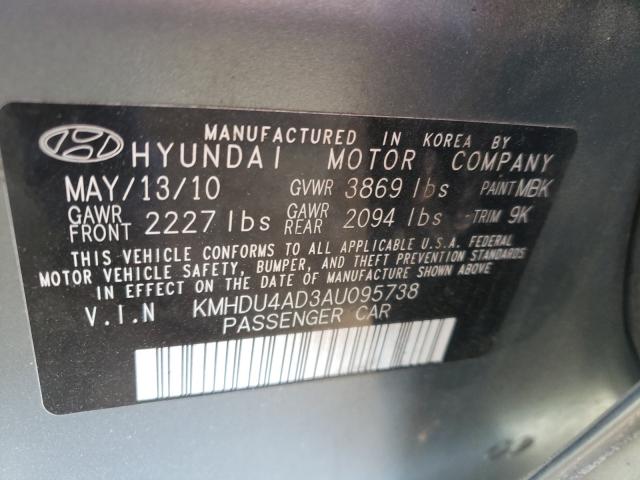 MANUFACTURED IN KOREA BY
HYUNDAI MOTOR COMPANY
MAY/13/10 GVWR 3869 lbs PAINT MBK
GAWR FRONT 2227 lbs GAWR REAR 2094 lbs TRIM 9K
THIS VEHICLE CONFORMS TO ALL APPLICABLE U.S.A. FEDERAL
MOTOR VEHICLE SAFETY, BUMPER, AND THEFT PREVENTION STANDARDS
IN EFFECT ON THE DATE OF MANUFACTURE SHOWN ABOVE.
V.I.N KMHDU4AD3AU095738
PASSENGER CAR